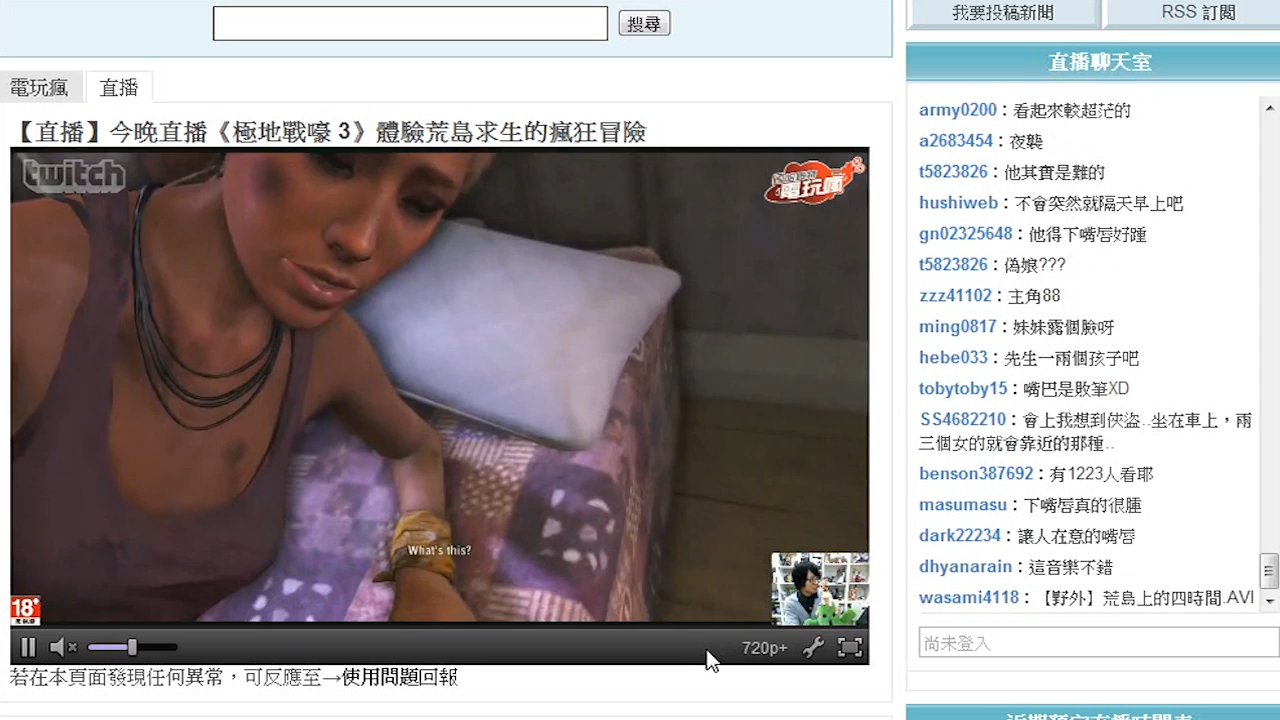 搜尋
我要投稿新聞
RSS 訂閱
電玩瘋
直播
【直播】今晚直播《極地戰嚎 3》體驗荒島求生的瘋狂冒險
twitch
電玩瘋
What's this?
18+
720p+
若在本頁面發現任何異常，可反應至→使用問題回報
直播聊天室
army0200：看起來較超茫的
a2683454：夜襲
t5823826：他其實是難的
hushiweb：不會突然就隔天早上吧
gn02325648：他得下嘴唇好踵
t5823826：偽娘???
zzz41102：主角88
ming0817：妹妹露個臉呀
hebe033：先生一兩個孩子吧
tobytoby15：嘴巴是敗筆XD
SS4682210：會上我想到俠盜..坐在車上，兩
三個女的就會靠近的那種..
benson387692：有1223人看耶
masumasu：下嘴唇真的很腫
dark22234：讓人在意的嘴唇
dhyanarain：這音樂不錯
wasami4118：【野外】荒島上的四時間.AVI
尚未登入